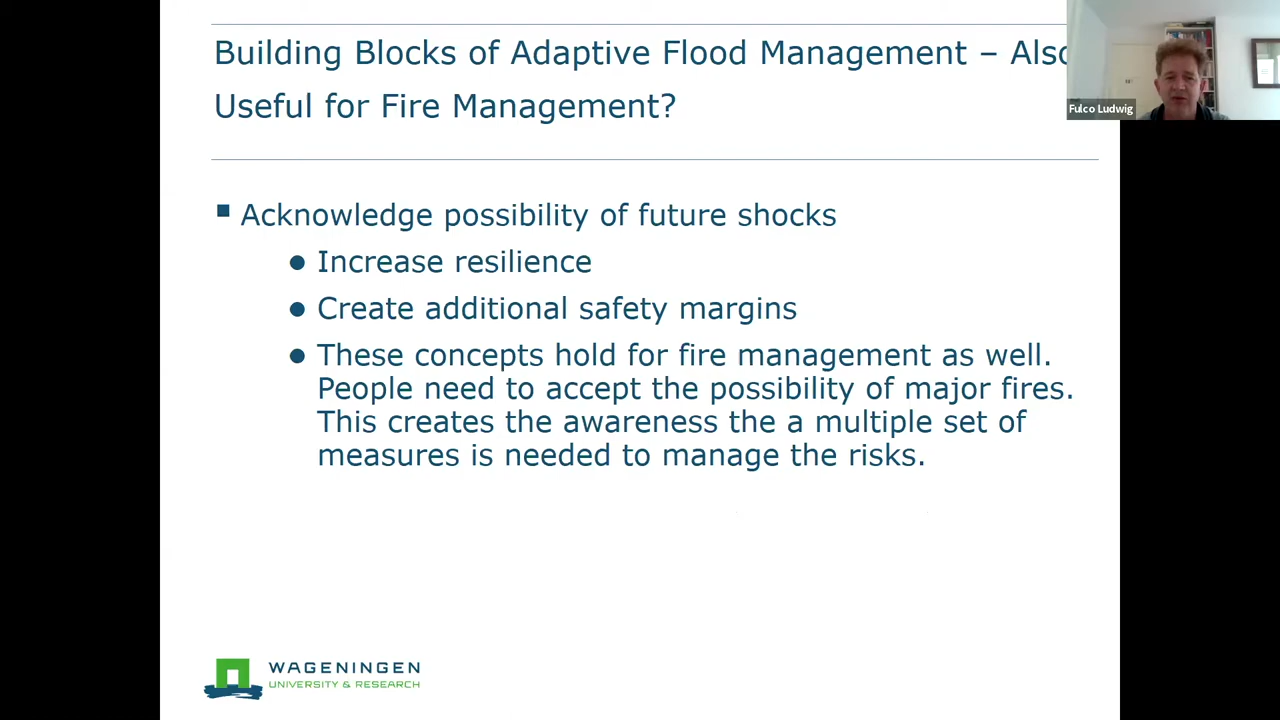 Building Blocks of Adaptive Flood Management – Also
Useful for Fire Management?
Fulco Ludwig
Acknowledge possibility of future shocks
Increase resilience
Create additional safety margins
These concepts hold for fire management as well.
People need to accept the possibility of major fires.
This creates the awareness the a multiple set of
measures is needed to manage the risks.
WAGENINGEN
UNIVERSITY & RESEARCH